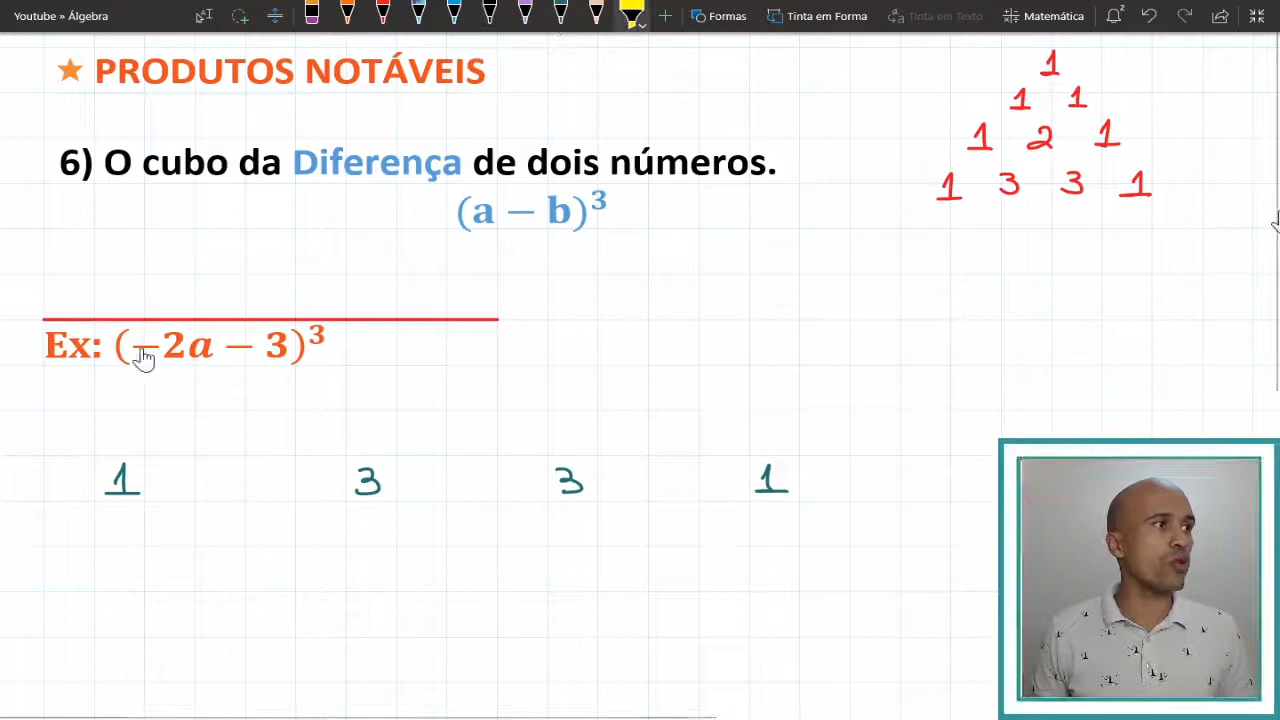 Youtube » Álgebra
Formas
Tinta em Forma
Tinta em Texto
Matemática
★ PRODUTOS NOTÁVEIS
6) O cubo da Diferença de dois números.
(a − b)³
1
1 1
1 2 1
1 3 3 1
Ex: (−2a − 3)³
1 3 3 1